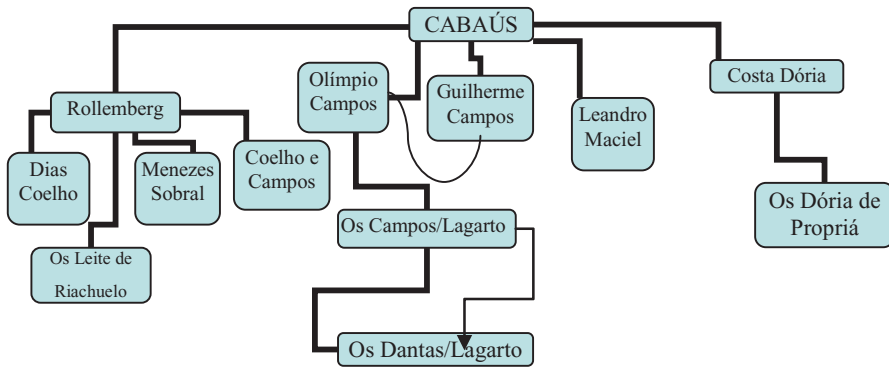 CABAÚS
Rollemberg
Olímpio
Campos
Guilherme
Campos
Leandro
Maciel
Costa Dória
Dias
Coelho
Menezes
Sobral
Coelho e
Campos
Os Leite de
Riachuelo
Os Campos/Lagarto
Os Dantas/Lagarto
Os Dória de
Propriá